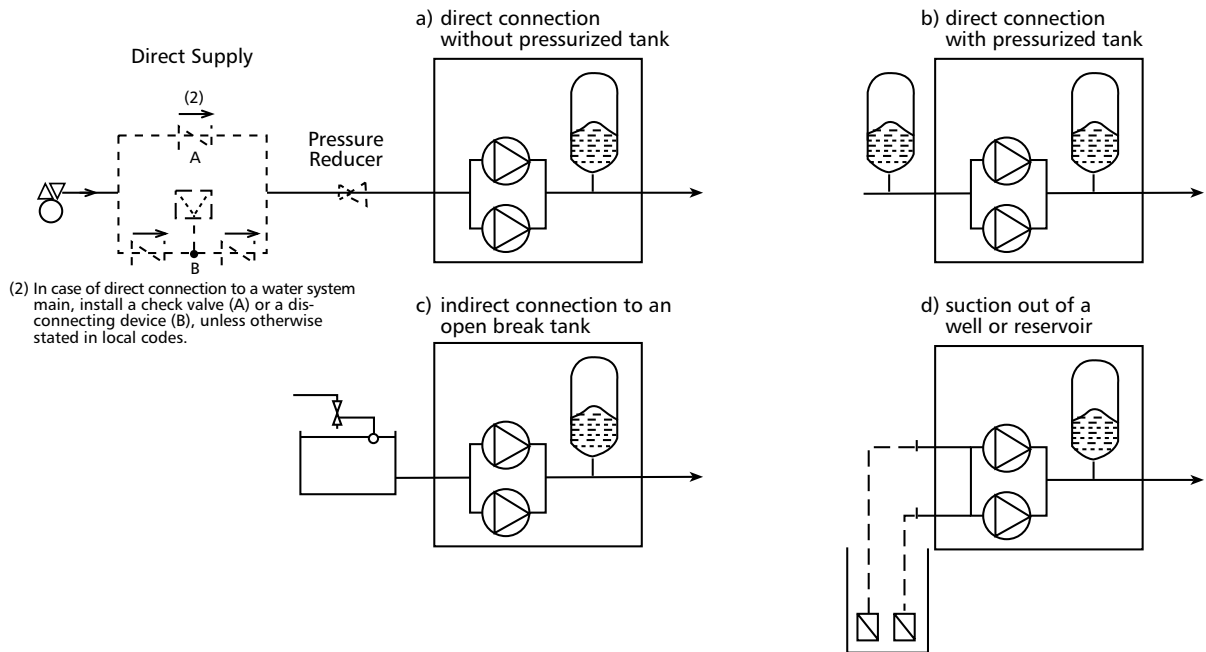 Direct Supply
(2)
A
B
Pressure
Reducer
(2) In case of direct connection to a water system
main, install a check valve (A) or a dis-
connecting device (B), unless otherwise
stated in local codes.
a) direct connection
without pressurized tank
b) direct connection
with pressurized tank
c) indirect connection to an
open break tank
d) suction out of a
well or reservoir